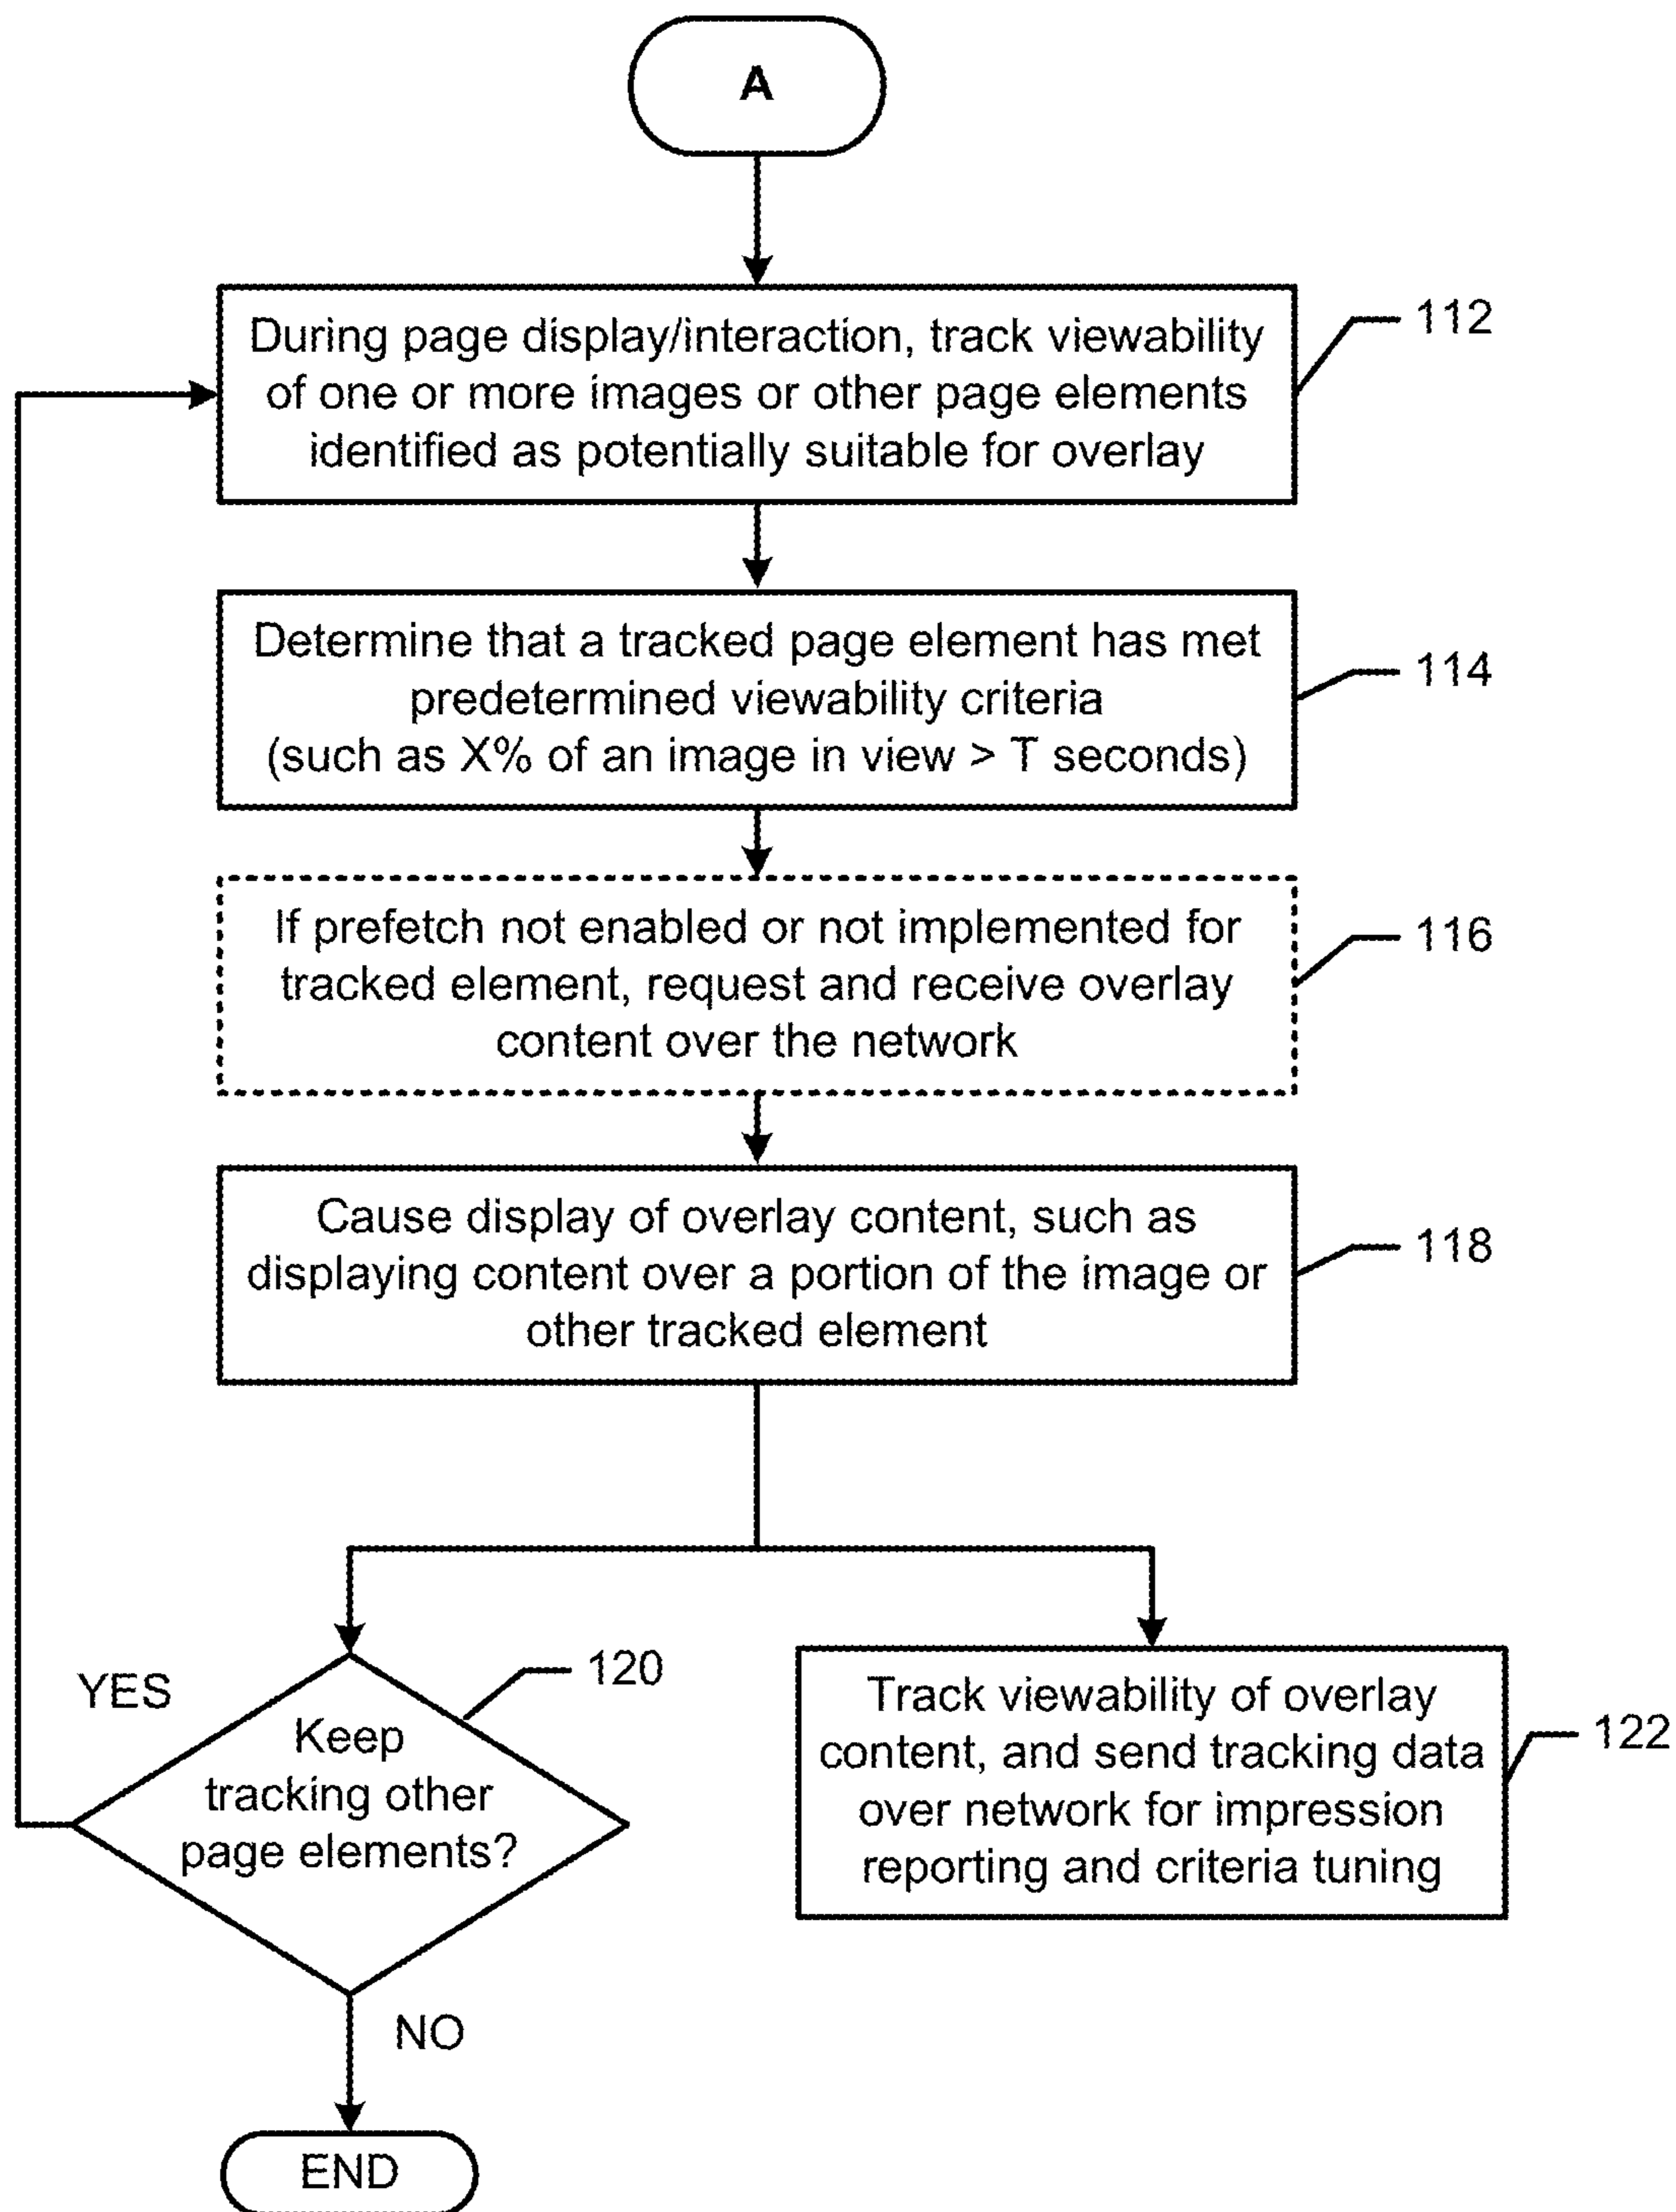 A
During page display/interaction, track viewability
of one or more images or other page elements
identified as potentially suitable for overlay
112
Determine that a tracked page element has met
predetermined viewability criteria
(such as X% of an image in view > T seconds)
114
If prefetch not enabled or not implemented for
tracked element, request and receive overlay
content over the network
116
Cause display of overlay content, such as
displaying content over a portion of the image or
other tracked element
118
YES
120
Keep
tracking other
page elements?
Track viewability of overlay
content, and send tracking data
over network for impression
reporting and criteria tuning
122
NO
END